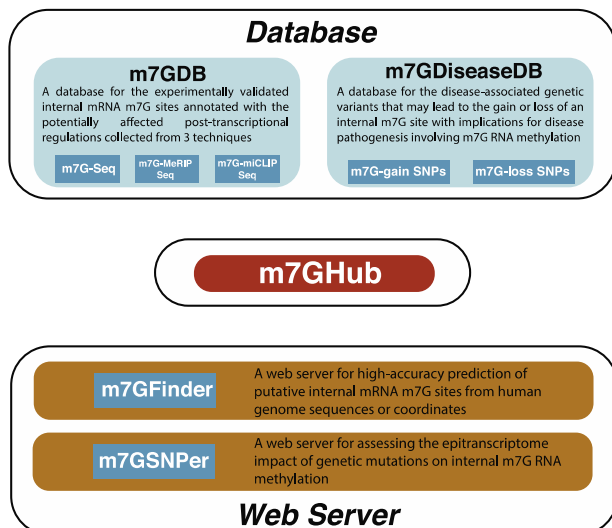 Database
m7GDB
A database for the experimentally validated
internal mRNA m7G sites annotated with the
potentially affected post-transcriptional
regulations collected from 3 techniques
m7G-Seq
m7G-MeRIP
Seq
m7G-miCLIP
Seq
m7GDiseaseDB
A database for the disease-associated genetic
variants that may lead to the gain or loss of an
internal m7G site with implications for disease
pathogenesis involving m7G RNA methylation
m7G-gain SNPs
m7G-loss SNPs
m7GHub
m7GFinder
A web server for high-accuracy prediction of
putative internal mRNA m7G sites from human
genome sequences or coordinates
m7GSNPer
A web server for assessing the epitranscriptome
impact of genetic mutations on internal m7G RNA
methylation
Web Server